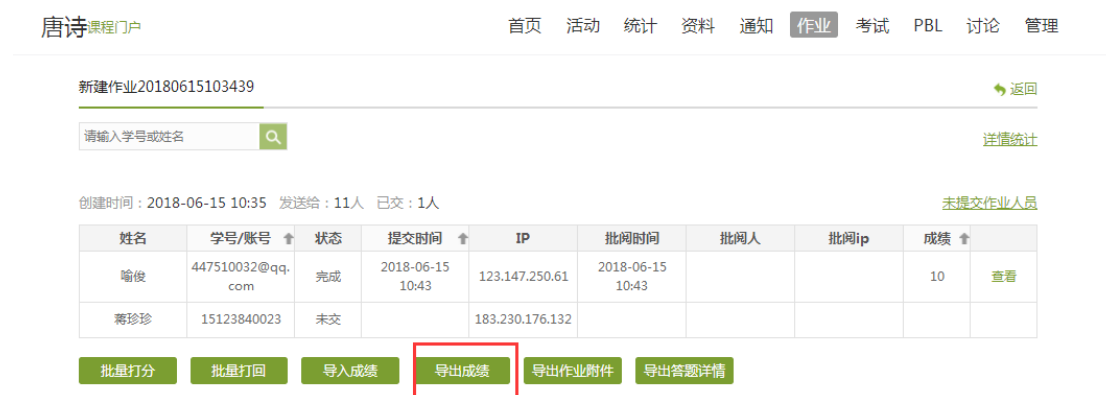 唐诗课程门户 首页 活动 统计 资料 通知 作业 考试 PBL 讨论 管理
新建作业20180615103439 返回
请输入学号或姓名 详情统计
创建时间：2018-06-15 10:35 发送给：11人 已交：1人 未提交作业人员
姓名 学号/账号 状态 提交时间 IP 批阅时间 批阅人 批阅ip 成绩
喻俊 447510032@qq.com 完成 2018-06-15 10:43 123.147.250.61 2018-06-15 10:43 10 查看
蒋珍珍 15123840023 未交 183.230.176.132
批量打分 批量打回 导入成绩 导出成绩 导出作业附件 导出答题详情